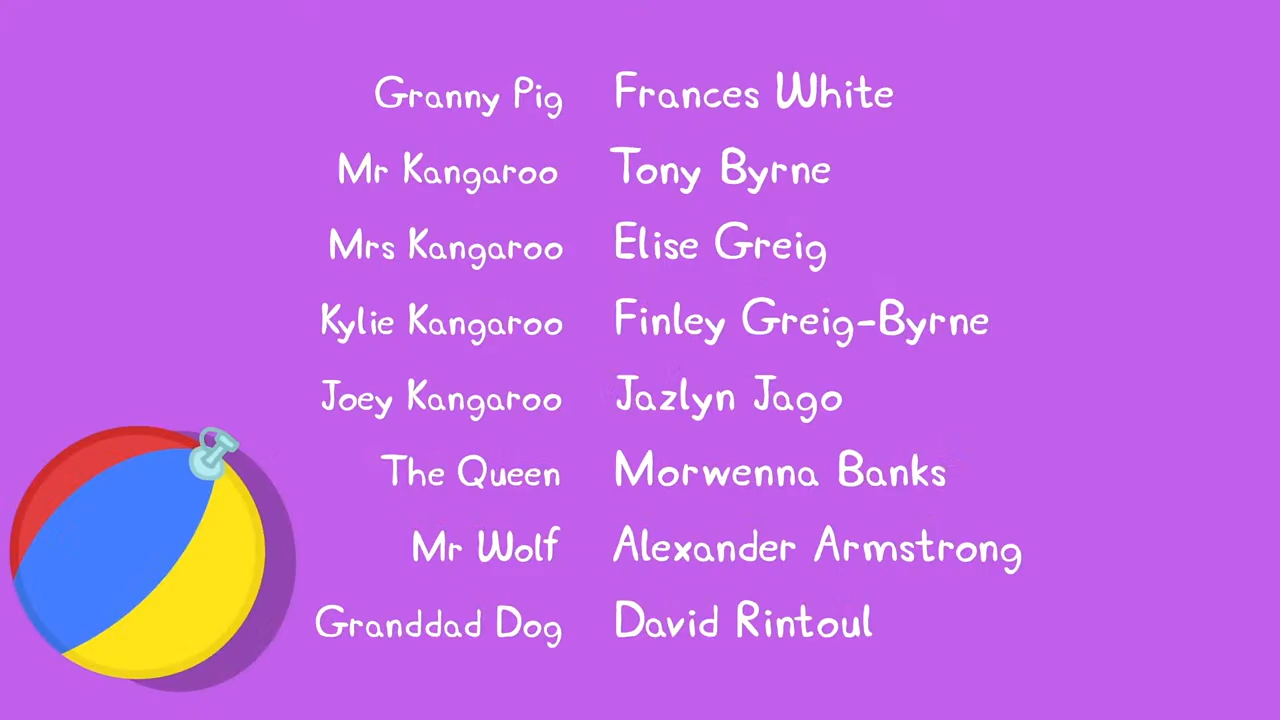 Granny Pig Frances White
Mr Kangaroo Tony Byrne
Mrs Kangaroo Elise Greig
Kylie Kangaroo Finley Greig-Byrne
Joey Kangaroo Jazlyn Jago
The Queen Morwenna Banks
Mr Wolf Alexander Armstrong
Granddad Dog David Rintoul